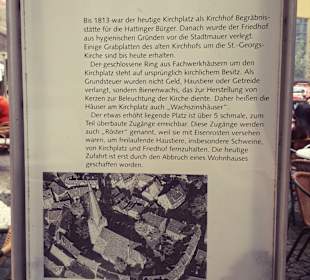 Bis 1813 war der heutige Kirchplatz als Kirchhof Begräbnis-
stätte für die Hattinger Bürger. Danach wurde der Friedhof
aus hygienischen Gründen vor die Stadtmauer verlegt.
Einige Grabplatten des alten Kirchhofs um die St.-Georgs-
Kirche sind bis heute erhalten.
Der geschlossene Ring aus Fachwerkhäusern um den
Kirchplatz steht auf ursprünglich kirchlichem Besitz. Als
Grundsteuer wurden nicht Geld, Haustiere oder Getreide
verlangt, sondern Bienenwachs, das zur Herstellung von
Kerzen zur Beleuchtung der Kirche diente. Daher heißen die
Häuser am Kirchplatz auch „Wachszinshäuser".
Der etwas erhöht liegende Platz ist über 5 schmale, zum
Teil überbaute Zugänge erreichbar. Diese Zugänge werden
auch „Röster" genannt, weil sie mit Eisenrosten versehen
waren, um freilaufende Haustiere, insbesondere Schweine,
von Kirchplatz und Friedhof fernzuhalten. Die heutige
Zufahrt ist erst durch den Abbruch eines Wohnhauses
geschaffen worden.